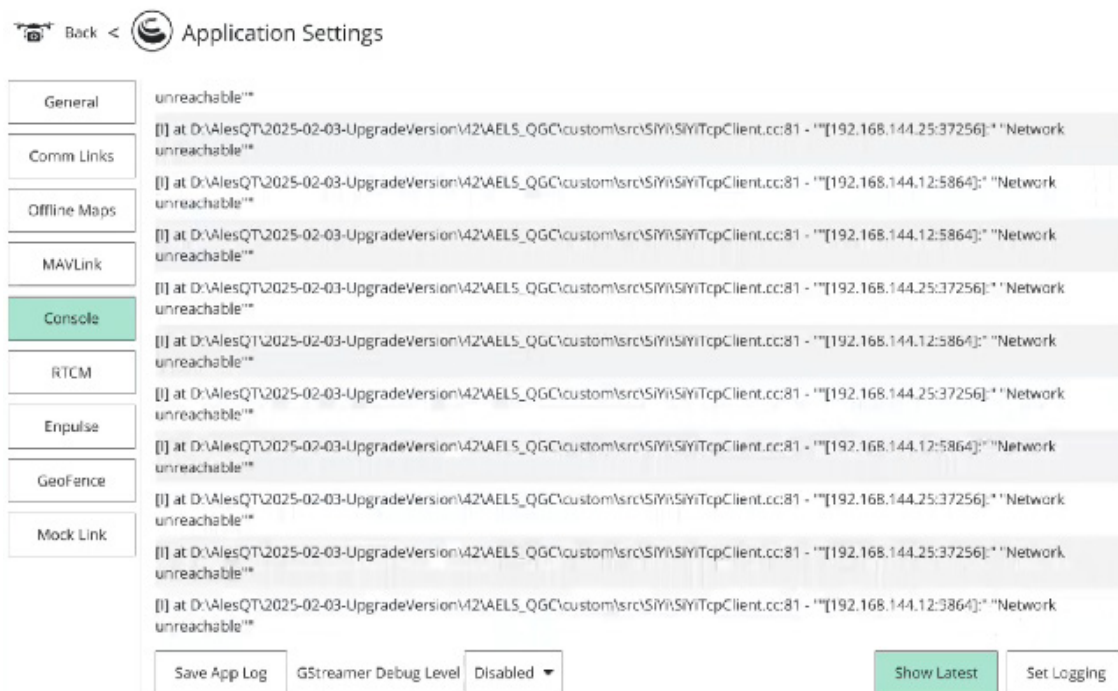 Back < Application Settings
General
Comm Links
Offline Maps
MAVLink
Console
RTCM
Enpulse
GeoFence
Mock Link
unreachable""
[I] at D:\AlesQT\2025-02-03-UpgradeVersion\42\AELS_QGC\custom\src\SiYi\SiYiTcpClient.cc:81 - ""[192.168.144.25:37256]:" "Network
unreachable""
[I] at D:\AlesQT\2025-02-03-UpgradeVersion\42\AELS_QGC\custom\src\SiYi\SiYiTcpClient.cc:81 - ""[192.168.144.12:5864]:" "Network
unreachable""
[I] at D:\AlesQT\2025-02-03-UpgradeVersion\42\AELS_QGC\custom\src\SiYi\SiYiTcpClient.cc:81 - ""[192.168.144.12:5864]:" "Network
unreachable""
[I] at D:\AlesQT\2025-02-03-UpgradeVersion\42\AELS_QGC\custom\src\SiYi\SiYiTcpClient.cc:81 - ""[192.168.144.25:37256]:" "Network
unreachable""
[I] at D:\AlesQT\2025-02-03-UpgradeVersion\42\AELS_QGC\custom\src\SiYi\SiYiTcpClient.cc:81 - ""[192.168.144.12:5864]:" "Network
unreachable""
[I] at D:\AlesQT\2025-02-03-UpgradeVersion\42\AELS_QGC\custom\src\SiYi\SiYiTcpClient.cc:81 - ""[192.168.144.25:37256]:" "Network
unreachable""
[I] at D:\AlesQT\2025-02-03-UpgradeVersion\42\AELS_QGC\custom\src\SiYi\SiYiTcpClient.cc:81 - ""[192.168.144.12:5864]:" "Network
unreachable""
[I] at D:\AlesQT\2025-02-03-UpgradeVersion\42\AELS_QGC\custom\src\SiYi\SiYiTcpClient.cc:81 - ""[192.168.144.25:37256]:" "Network
unreachable""
[I] at D:\AlesQT\2025-02-03-UpgradeVersion\42\AELS_QGC\custom\src\SiYi\SiYiTcpClient.cc:81 - ""[192.168.144.25:37256]:" "Network
unreachable""
[I] at D:\AlesQT\2025-02-03-UpgradeVersion\42\AELS_QGC\custom\src\SiYi\SiYiTcpClient.cc:81 - ""[192.168.144.12:5864]:" "Network
unreachable""
Save App Log GStreamer Debug Level Disabled Show Latest Set Logging